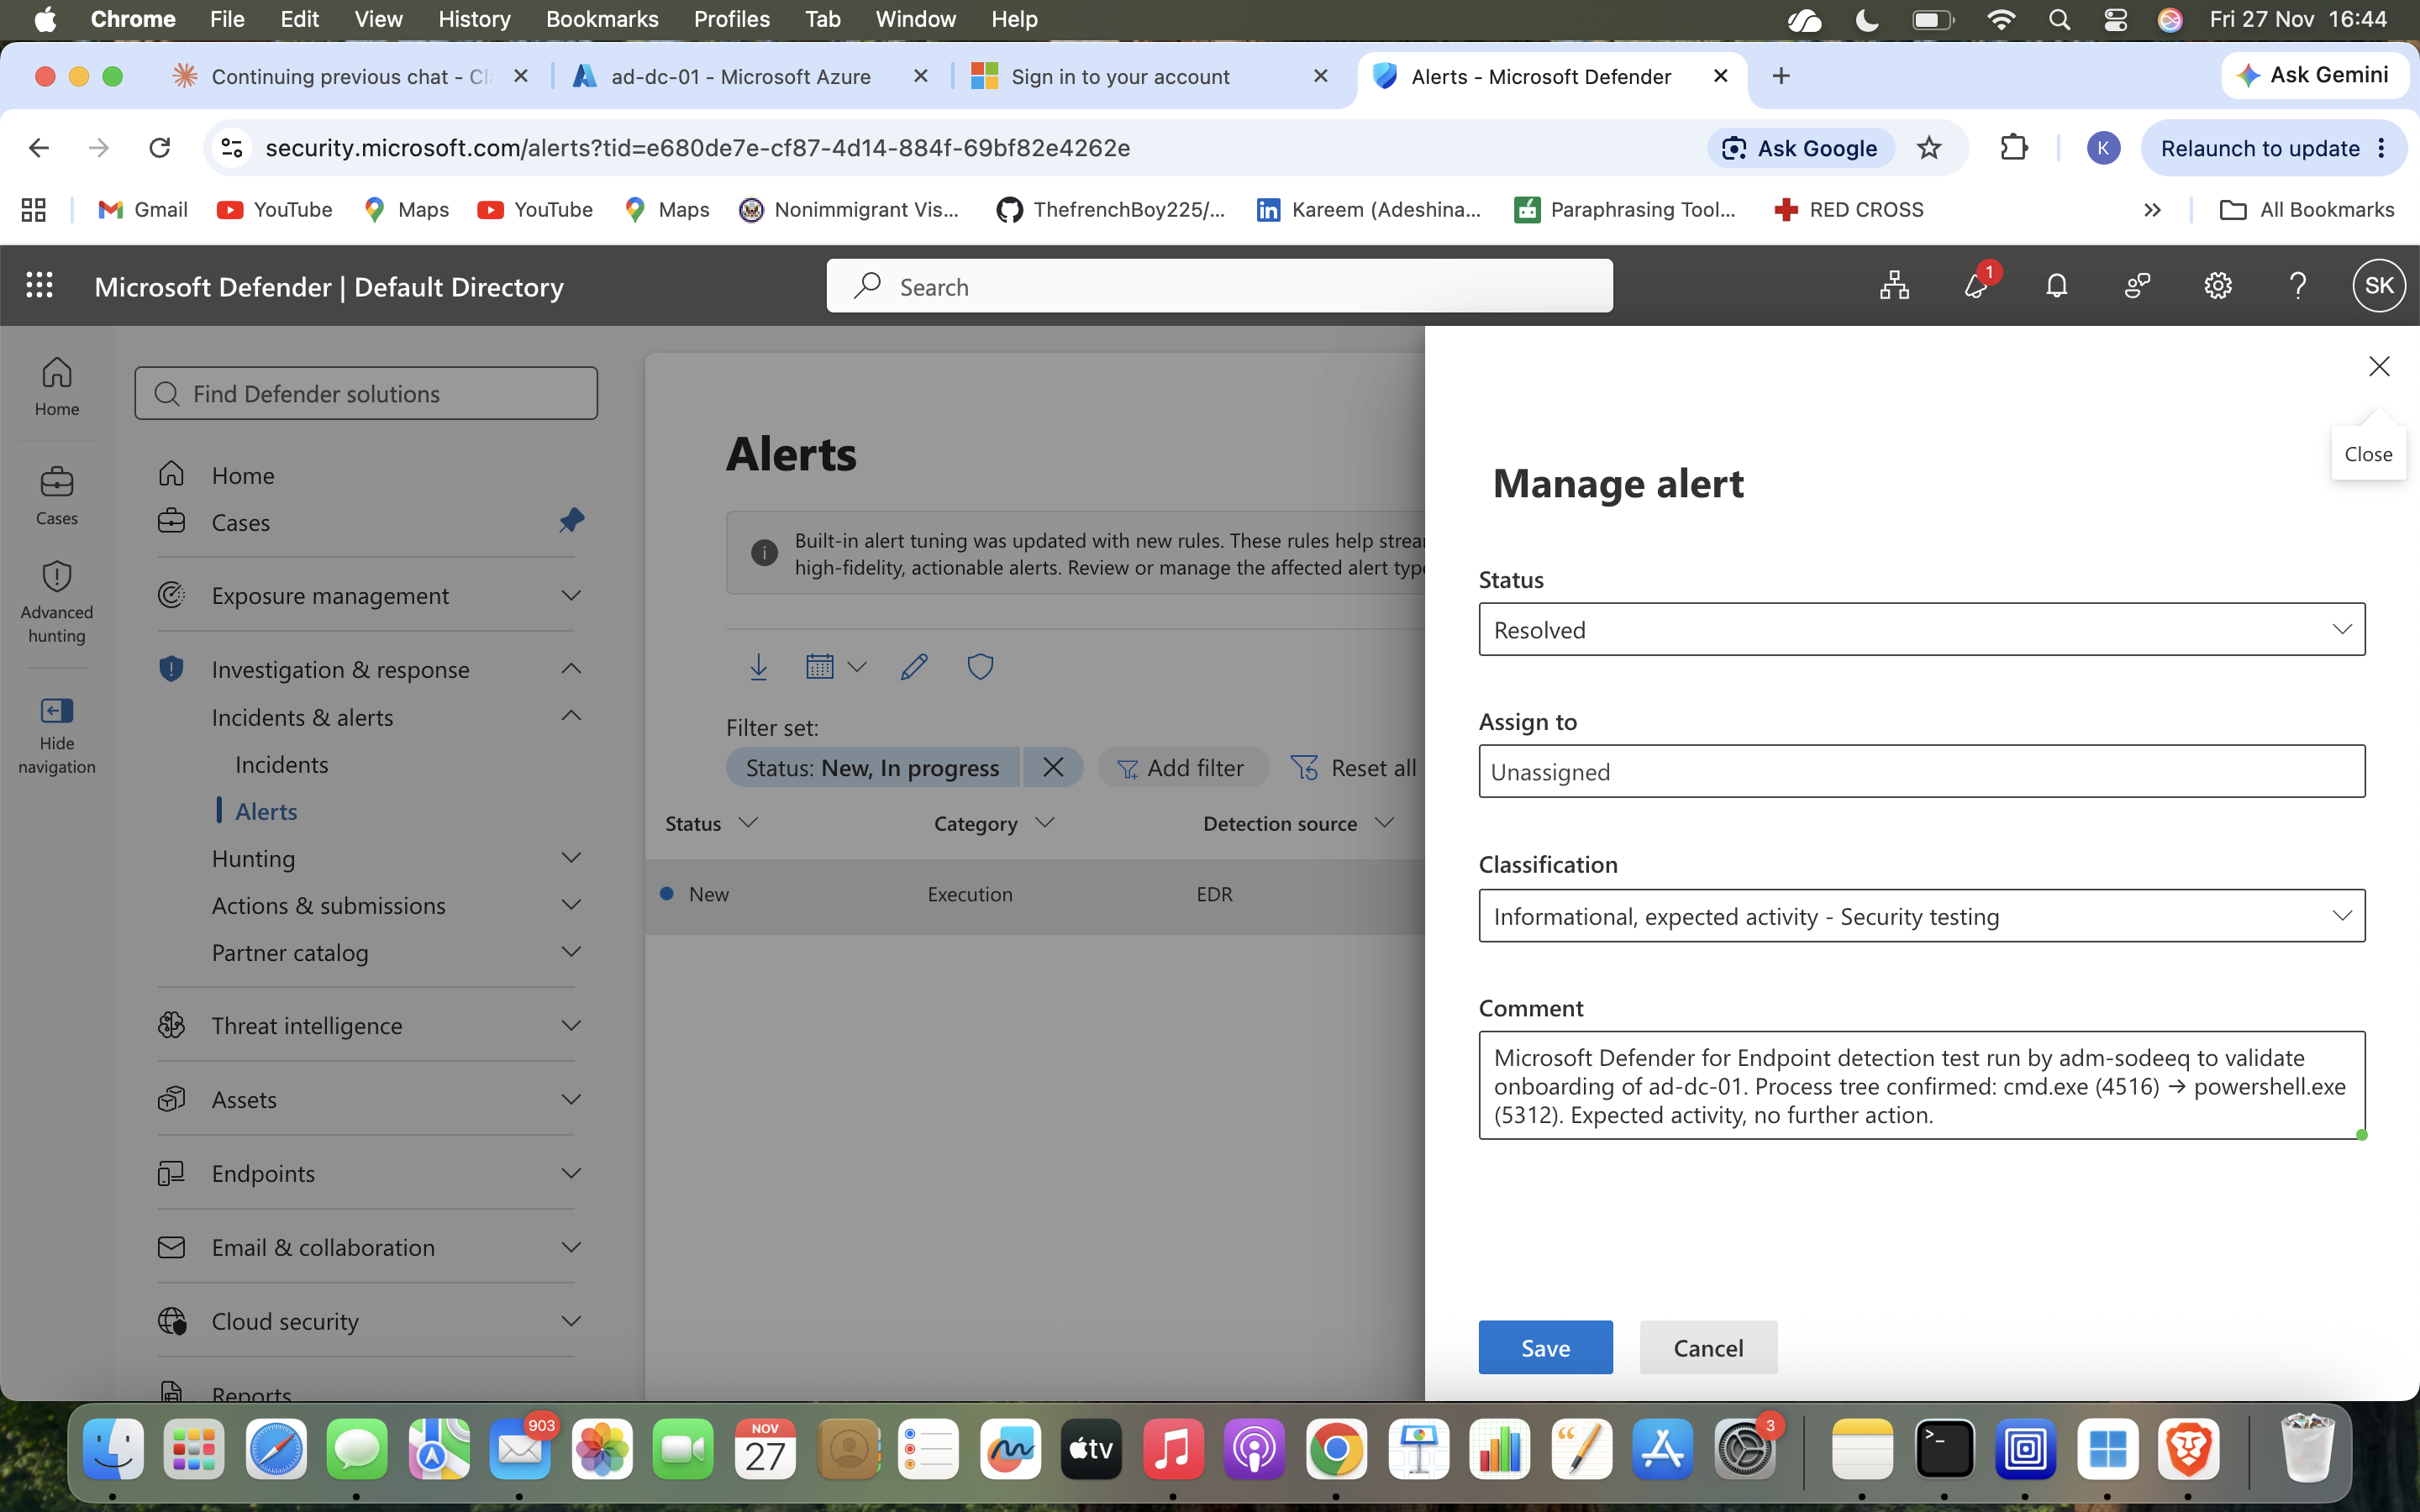 Chrome File Edit View History Bookmarks Profiles Tab Window Help Fri 27 Nov 16:44
Continuing previous chat - Cl ad-dc-01 - Microsoft Azure Sign in to your account Alerts - Microsoft Defender Ask Gemini
security.microsoft.com/alerts?tid=e680de7e-cf87-4d14-884f-69bf82e4262e Ask Google K Relaunch to update
Gmail YouTube Maps YouTube Maps Nonimmigrant Vis... ThefrenchBoy225/... Kareem (Adeshina... Paraphrasing Tool... RED CROSS All Bookmarks
Microsoft Defender | Default Directory Search 1 SK
Home
Cases
Advanced
hunting
Hide
navigation
Find Defender solutions
Home
Cases
Exposure management
Investigation & response
Incidents & alerts
Incidents
Alerts
Hunting
Actions & submissions
Partner catalog
Threat intelligence
Assets
Endpoints
Email & collaboration
Cloud security
Reports
Alerts
Built-in alert tuning was updated with new rules. These rules help strea
high-fidelity, actionable alerts. Review or manage the affected alert type
Filter set:
Status: New, In progress Add filter Reset all
Status Category Detection source
New Execution EDR
Close
Manage alert
Status
Resolved
Assign to
Unassigned
Classification
Informational, expected activity - Security testing
Comment
Microsoft Defender for Endpoint detection test run by adm-sodeeq to validate
onboarding of ad-dc-01. Process tree confirmed: cmd.exe (4516) → powershell.exe
(5312). Expected activity, no further action.
Save Cancel
903 NOV 27 tv 3